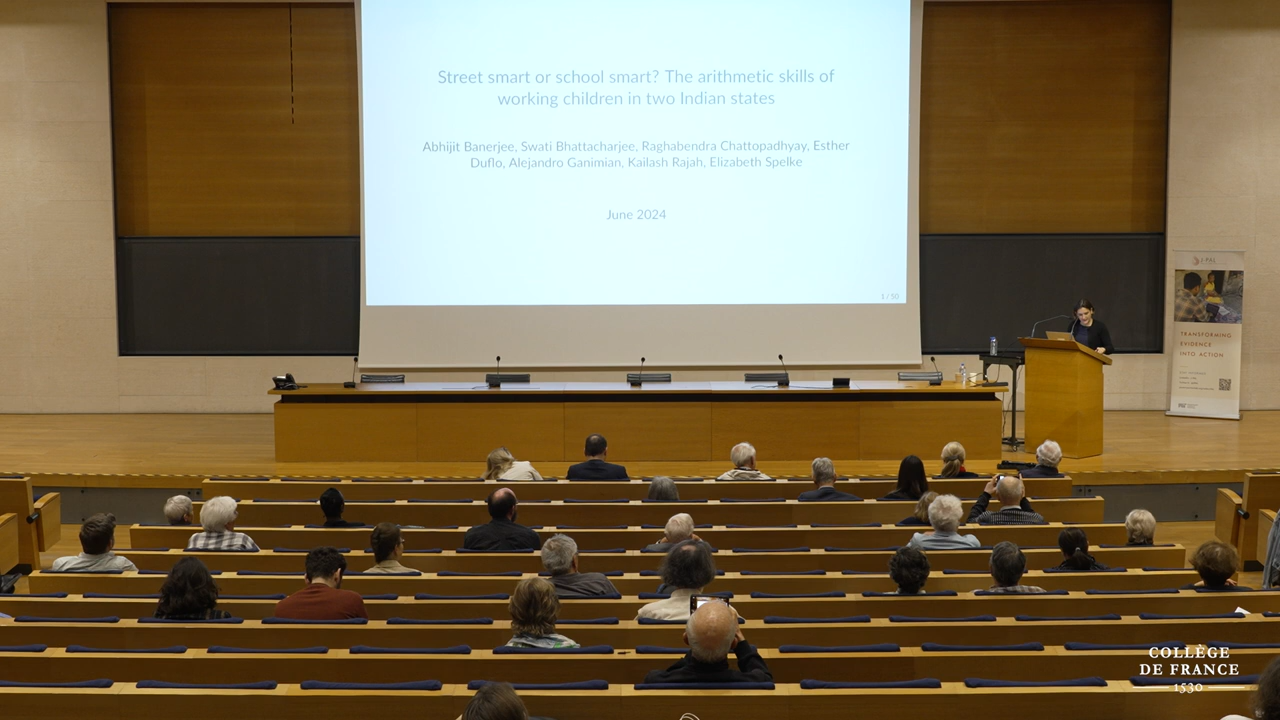 Street smart or school smart? The arithmetic skills of
working children in two Indian states
Abhijit Banerjee, Swati Bhattacharjee, Raghabendra Chattopadhyay, Esther
Duflo, Alejandro Ganimian, Kailash Rajah, Elizabeth Spelke
June 2024
1 / 50
J-PAL
TRANSFORMING
EVIDENCE
INTO ACTION
COLLÈGE
DE FRANCE
1530